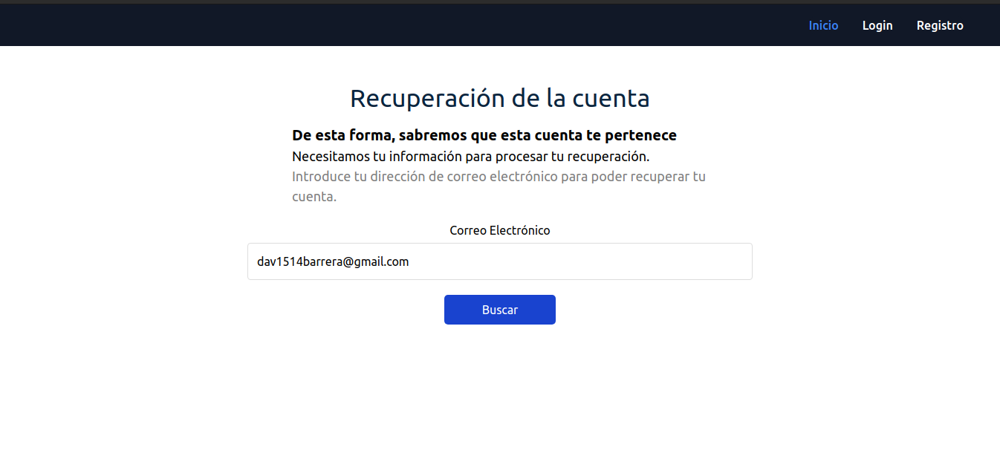 Inicio Login Registro
Recuperación de la cuenta
De esta forma, sabremos que esta cuenta te pertenece
Necesitamos tu información para procesar tu recuperación.
Introduce tu dirección de correo electrónico para poder recuperar tu
cuenta.
Correo Electrónico
dav1514barrera@gmail.com
Buscar